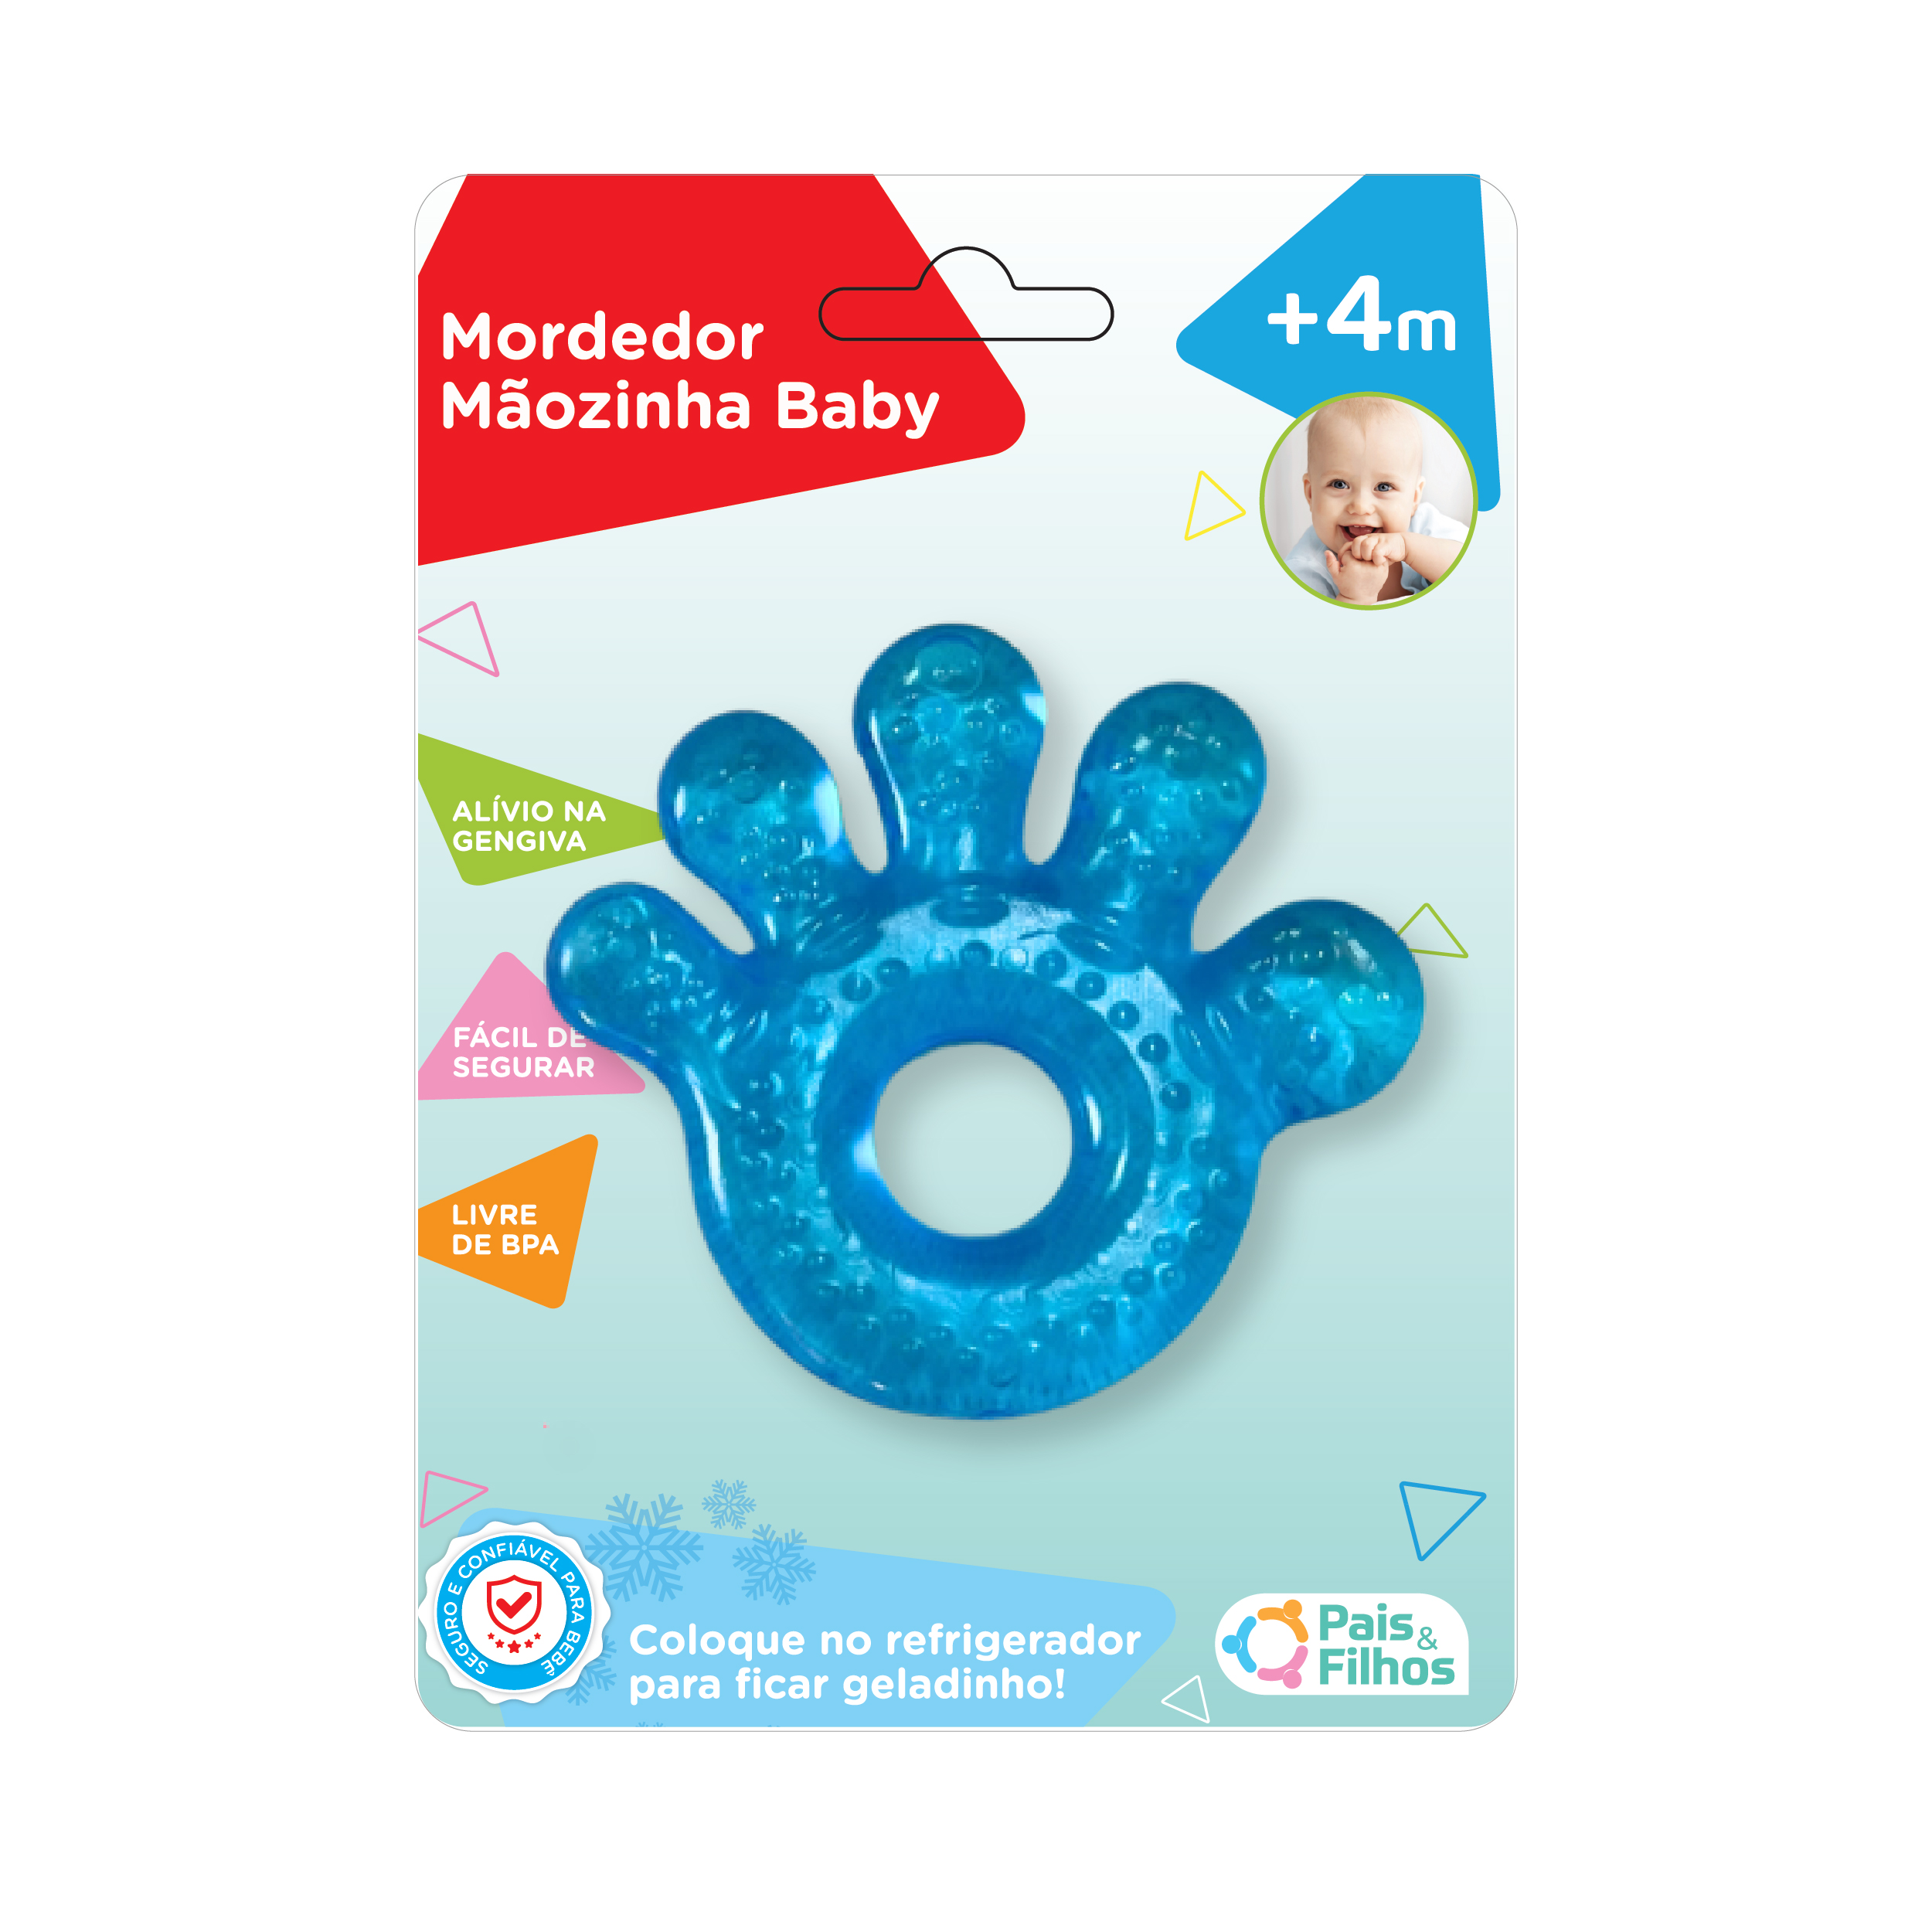 Mordedor
Mãozinha Baby
+4m
ALÍVIO NA
GENGIVA
FÁCIL DE
SEGURAR
LIVRE
DE BPA
SEGURO E CONFIÁVEL PARA BEBÊ
Coloque no refrigerador
para ficar geladinho!
Pais &
Filhos